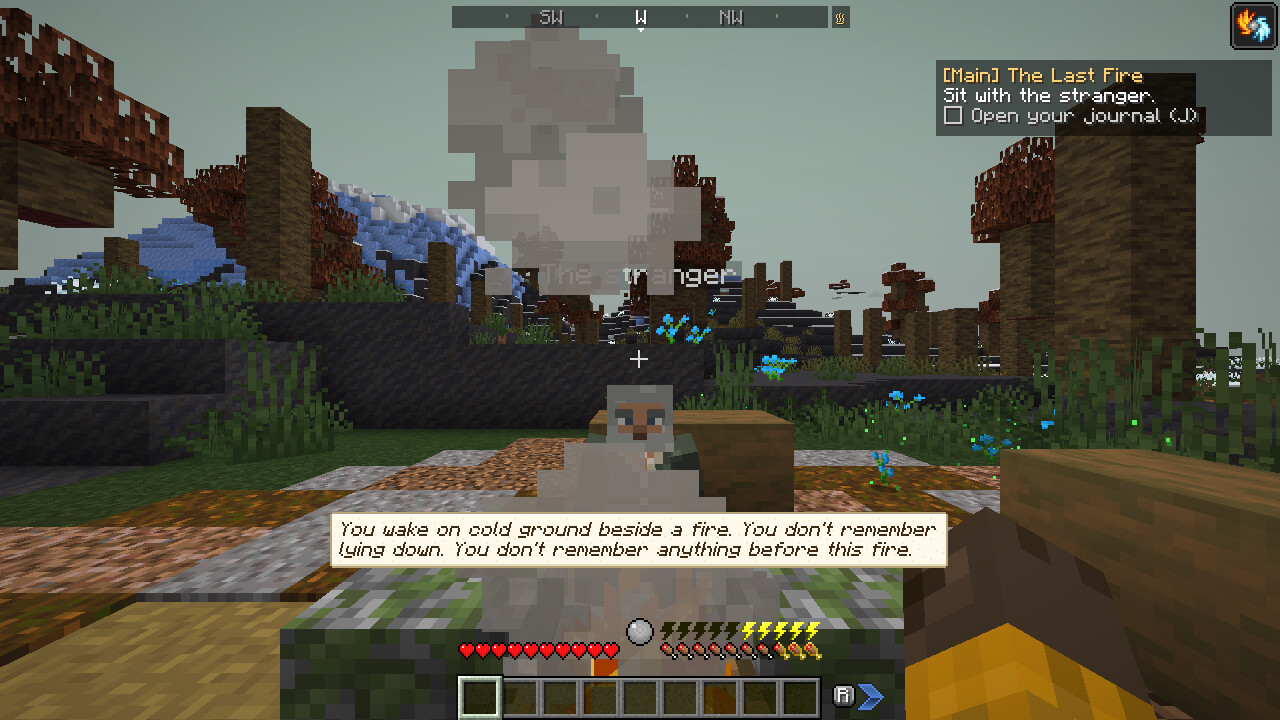 SW W NW
[Main] The Last Fire
Sit with the stranger.
Open your journal (J)
The stranger
You wake on cold ground beside a fire. You don't remember
lying down. You don't remember anything before this fire.
R